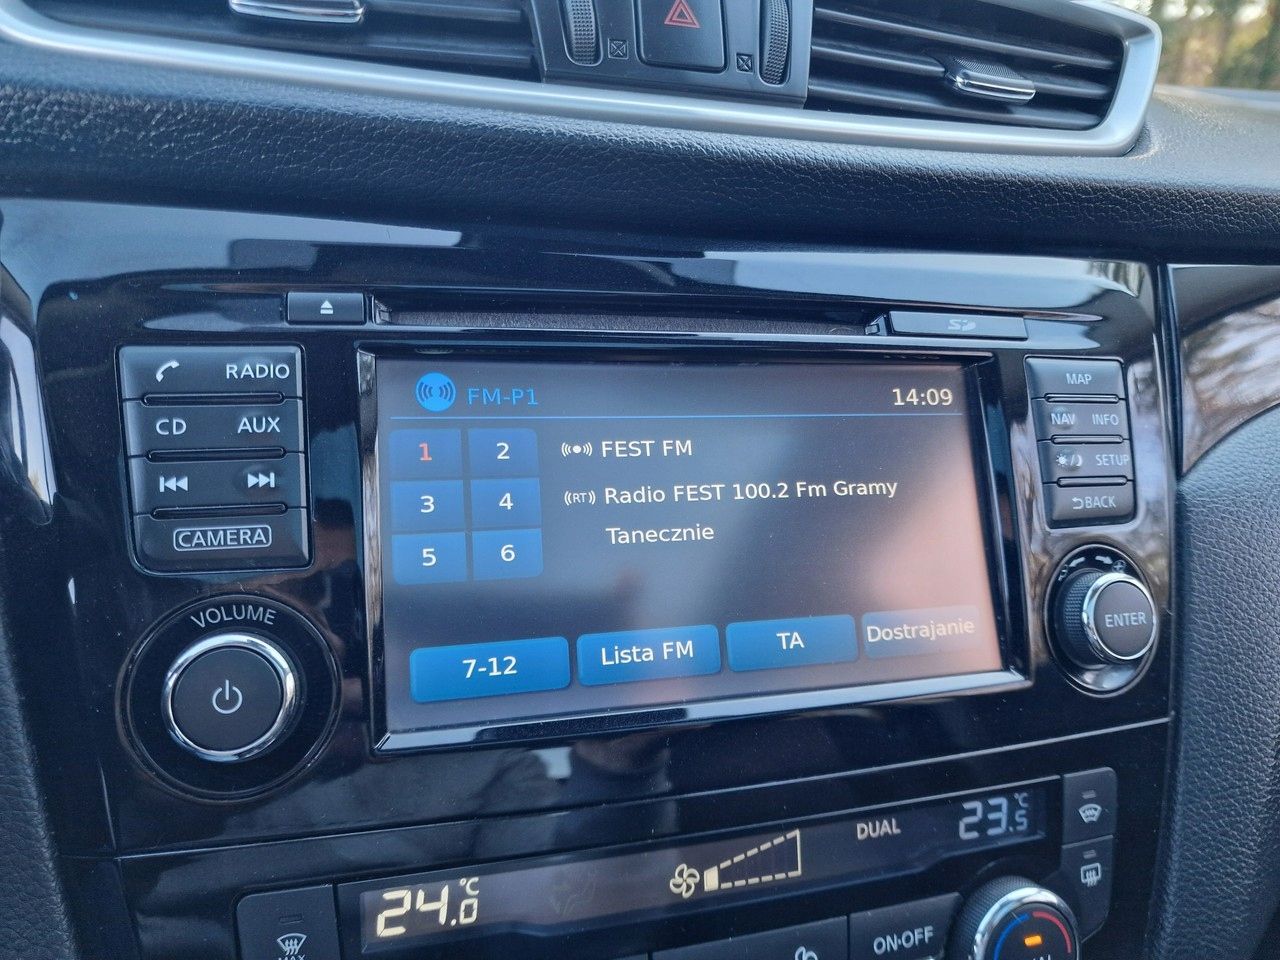 RADIO
CD AUX
CAMERA
VOLUME
FM-P1 14:09
1 2
3 4
5 6
FEST FM
(RT) Radio FEST 100.2 Fm Gramy
Tanecznie
7-12 Lista FM TA Dostrajanie
SD
MAP
NAV INFO
SETUP
BACK
ENTER
24.0 °C
DUAL 23.5 °C
MAX
ON·OFF